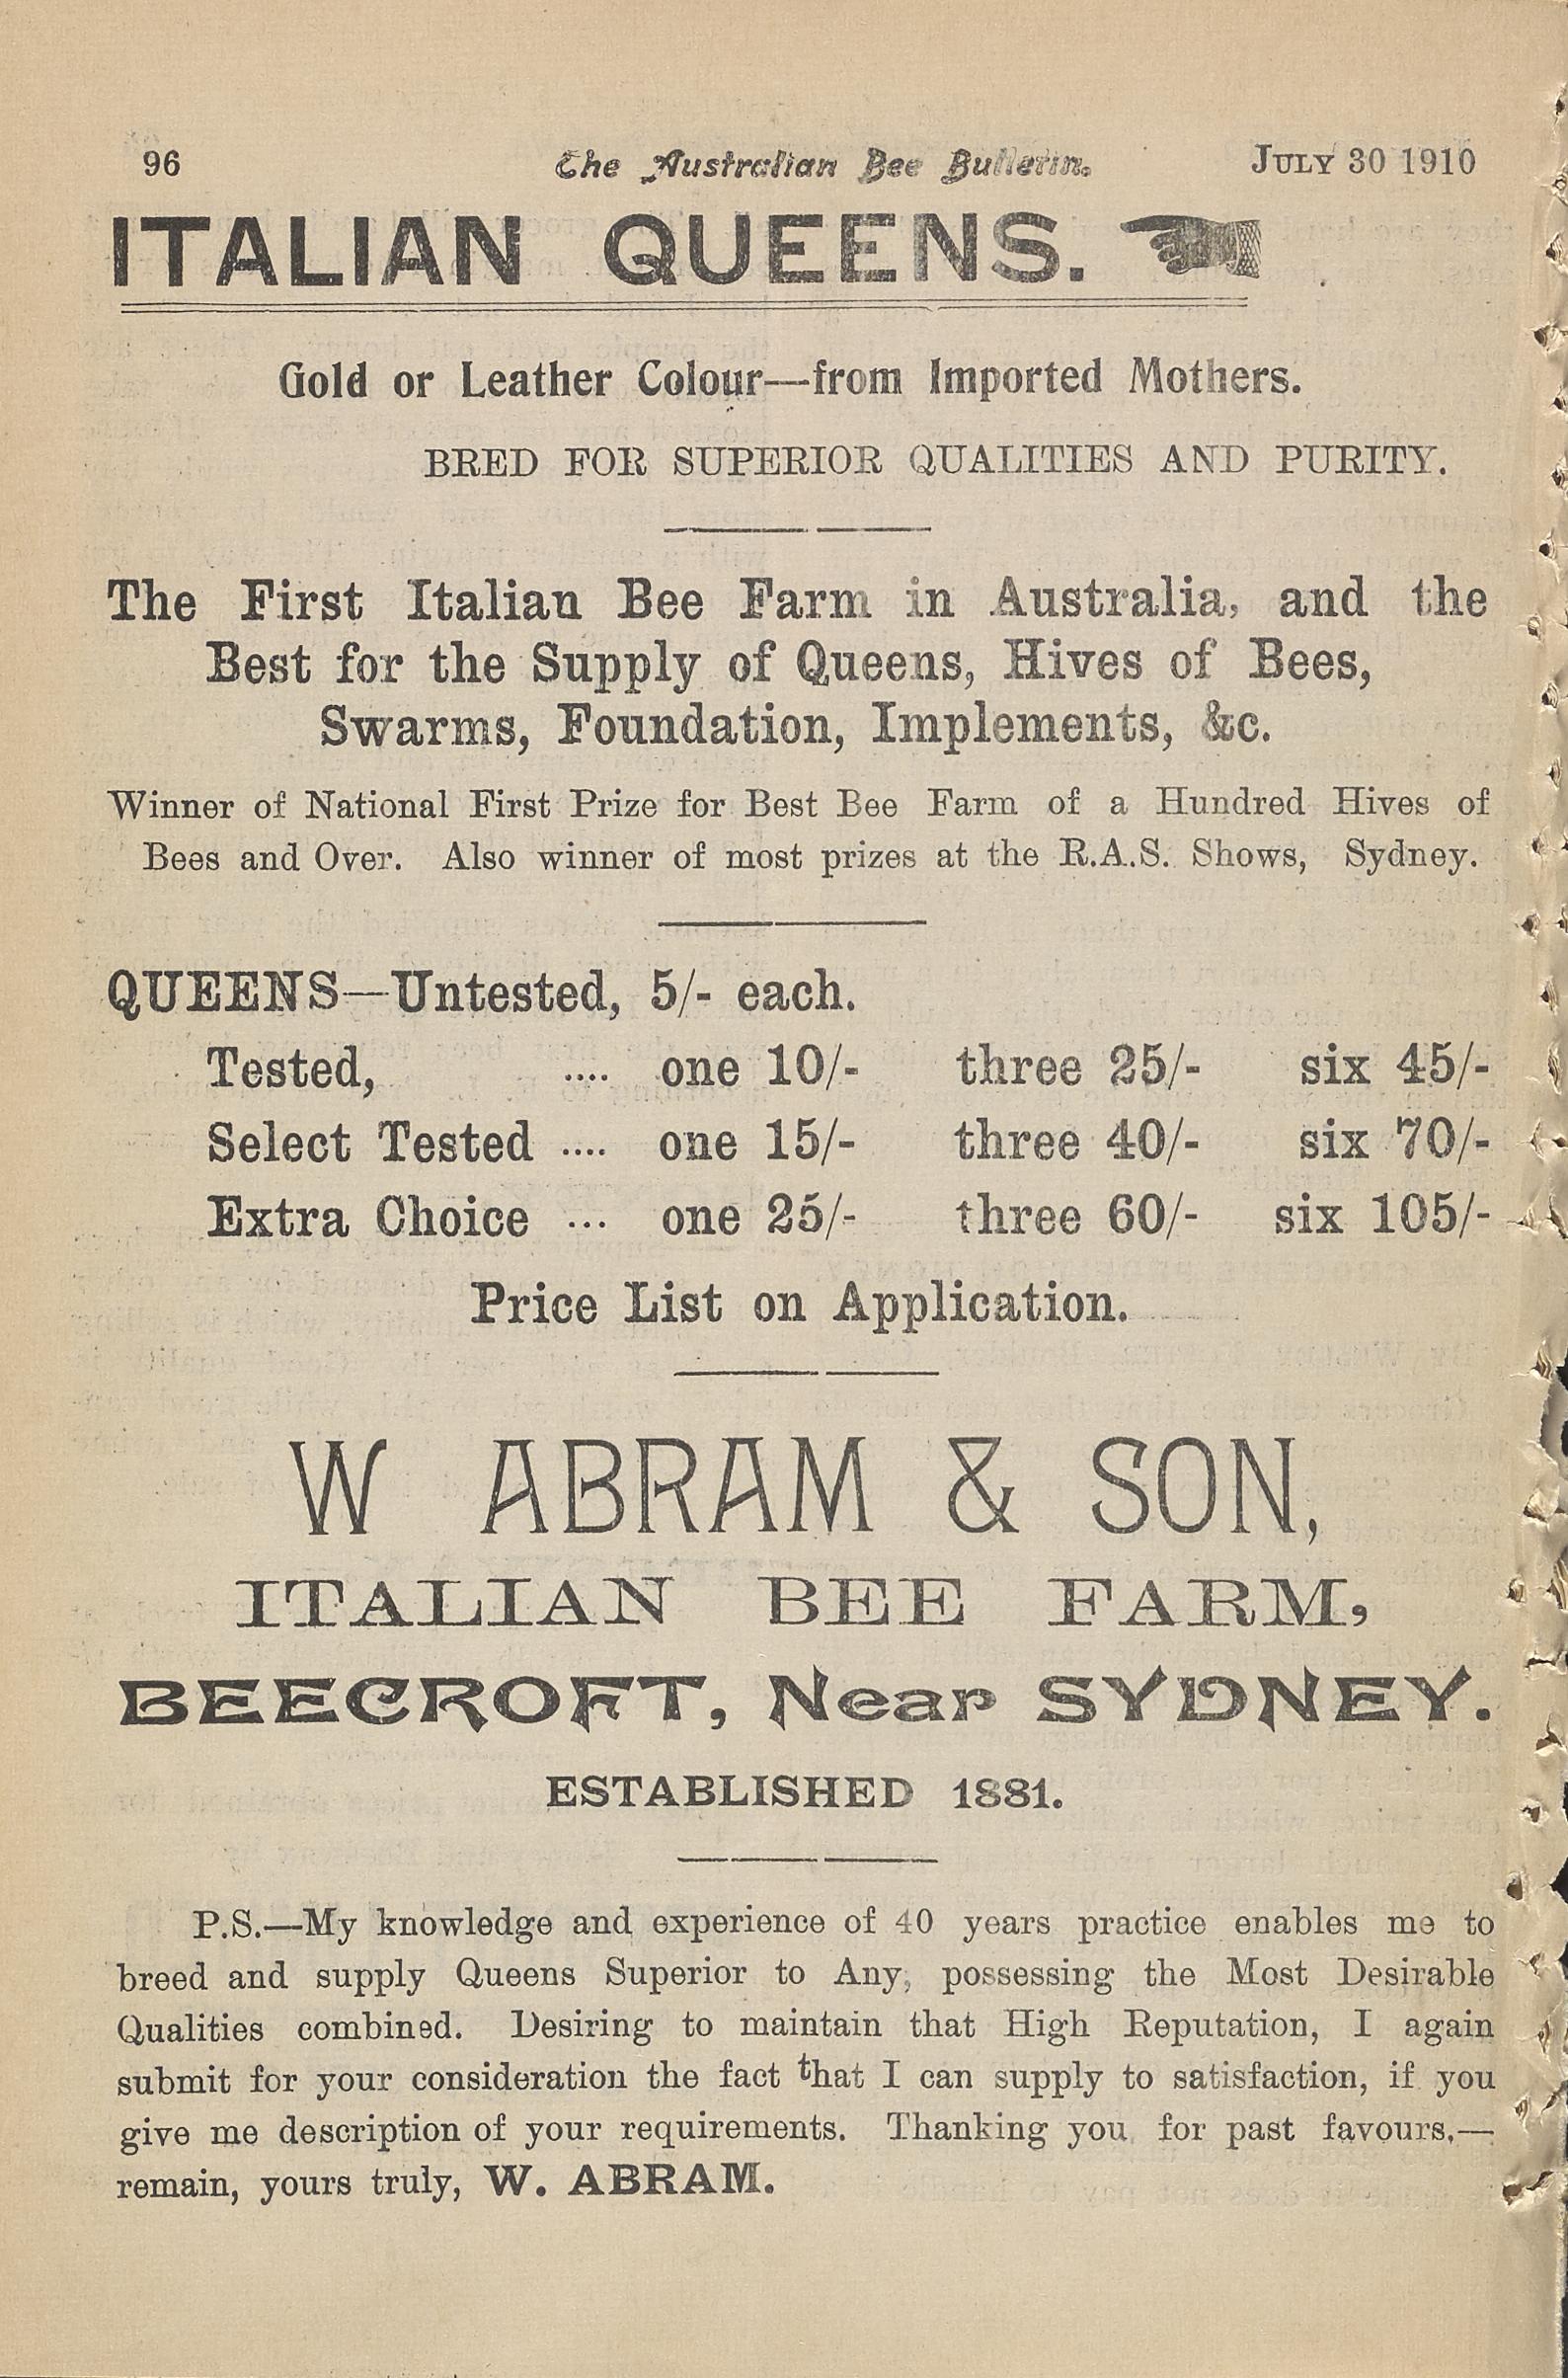 96 The Australian Bee Bulletin. JULY 30 1910
ITALIAN QUEENS.
Gold or Leather Colour—from Imported Mothers.
BRED FOR SUPERIOR QUALITIES AND PURITY.
The First Italian Bee Farm in Australia, and the
Best for the Supply of Queens, Hives of Bees,
Swarms, Foundation, Implements, &c.
Winner of National First Prize for Best Bee Farm of a Hundred Hives of
Bees and Over. Also winner of most prizes at the R.A.S. Shows, Sydney.
QUEENS—Untested, 5/- each.
Tested, .... one 10/- three 25/- six 45/-
Select Tested .... one 15/- three 40/- six 70/-
Extra Choice ... one 25/- three 60/- six 105/-
Price List on Application.
W ABRAM & SON,
ITALIAN BEE FARM,
BEECROFT, Near SYDNEY.
ESTABLISHED 1881.
P.S.—My knowledge and experience of 40 years practice enables me to
breed and supply Queens Superior to Any, possessing the Most Desirable
Qualities combined. Desiring to maintain that High Reputation, I again
submit for your consideration the fact that I can supply to satisfaction, if you
give me description of your requirements. Thanking you for past favours,—
remain, yours truly, W. ABRAM.